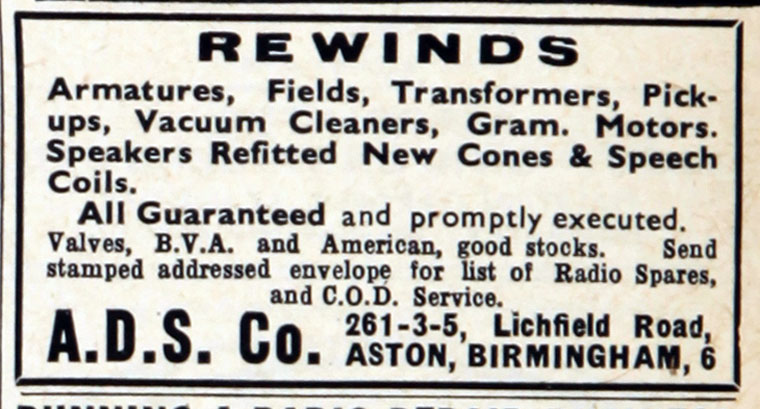 REWINDS
Armatures, Fields, Transformers, Pick-
ups, Vacuum Cleaners, Gram. Motors.
Speakers Refitted New Cones & Speech
Coils.
All Guaranteed and promptly executed.
Valves, B.V.A. and American, good stocks. Send
stamped addressed envelope for list of Radio Spares,
and C.O.D. Service.
A.D.S. Co. 261-3-5, Lichfield Road,
ASTON, BIRMINGHAM, 6